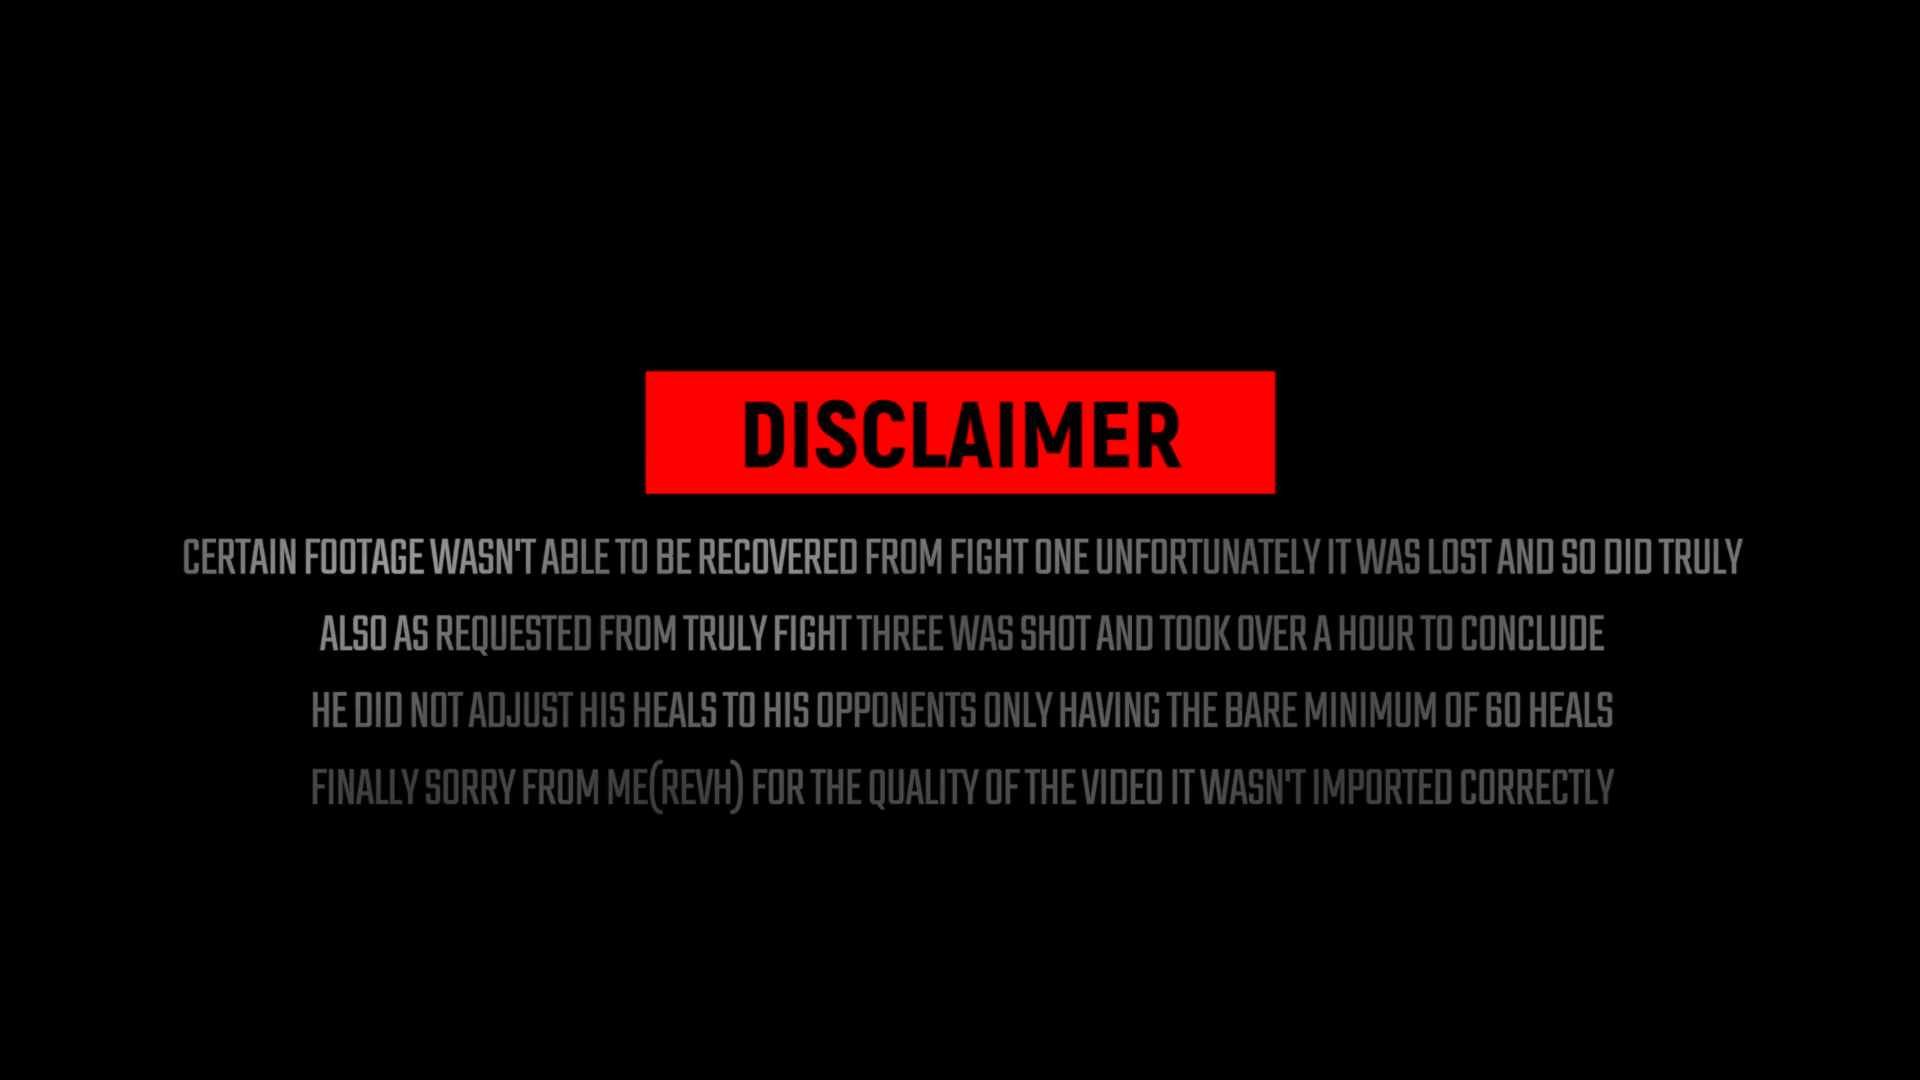 DISCLAIMER
CERTAIN FOOTAGE WASN'T ABLE TO BE RECOVERED FROM FIGHT ONE UNFORTUNATELY IT WAS LOST AND SO DID TRULY
ALSO AS REQUESTED FROM TRULY FIGHT THREE WAS SHOT AND TOOK OVER A HOUR TO CONCLUDE
HE DID NOT ADJUST HIS HEALS TO HIS OPPONENTS ONLY HAVING THE BARE MINIMUM OF 60 HEALS
FINALLY SORRY FROM ME(REVH) FOR THE QUALITY OF THE VIDEO IT WASN'T IMPORTED CORRECTLY